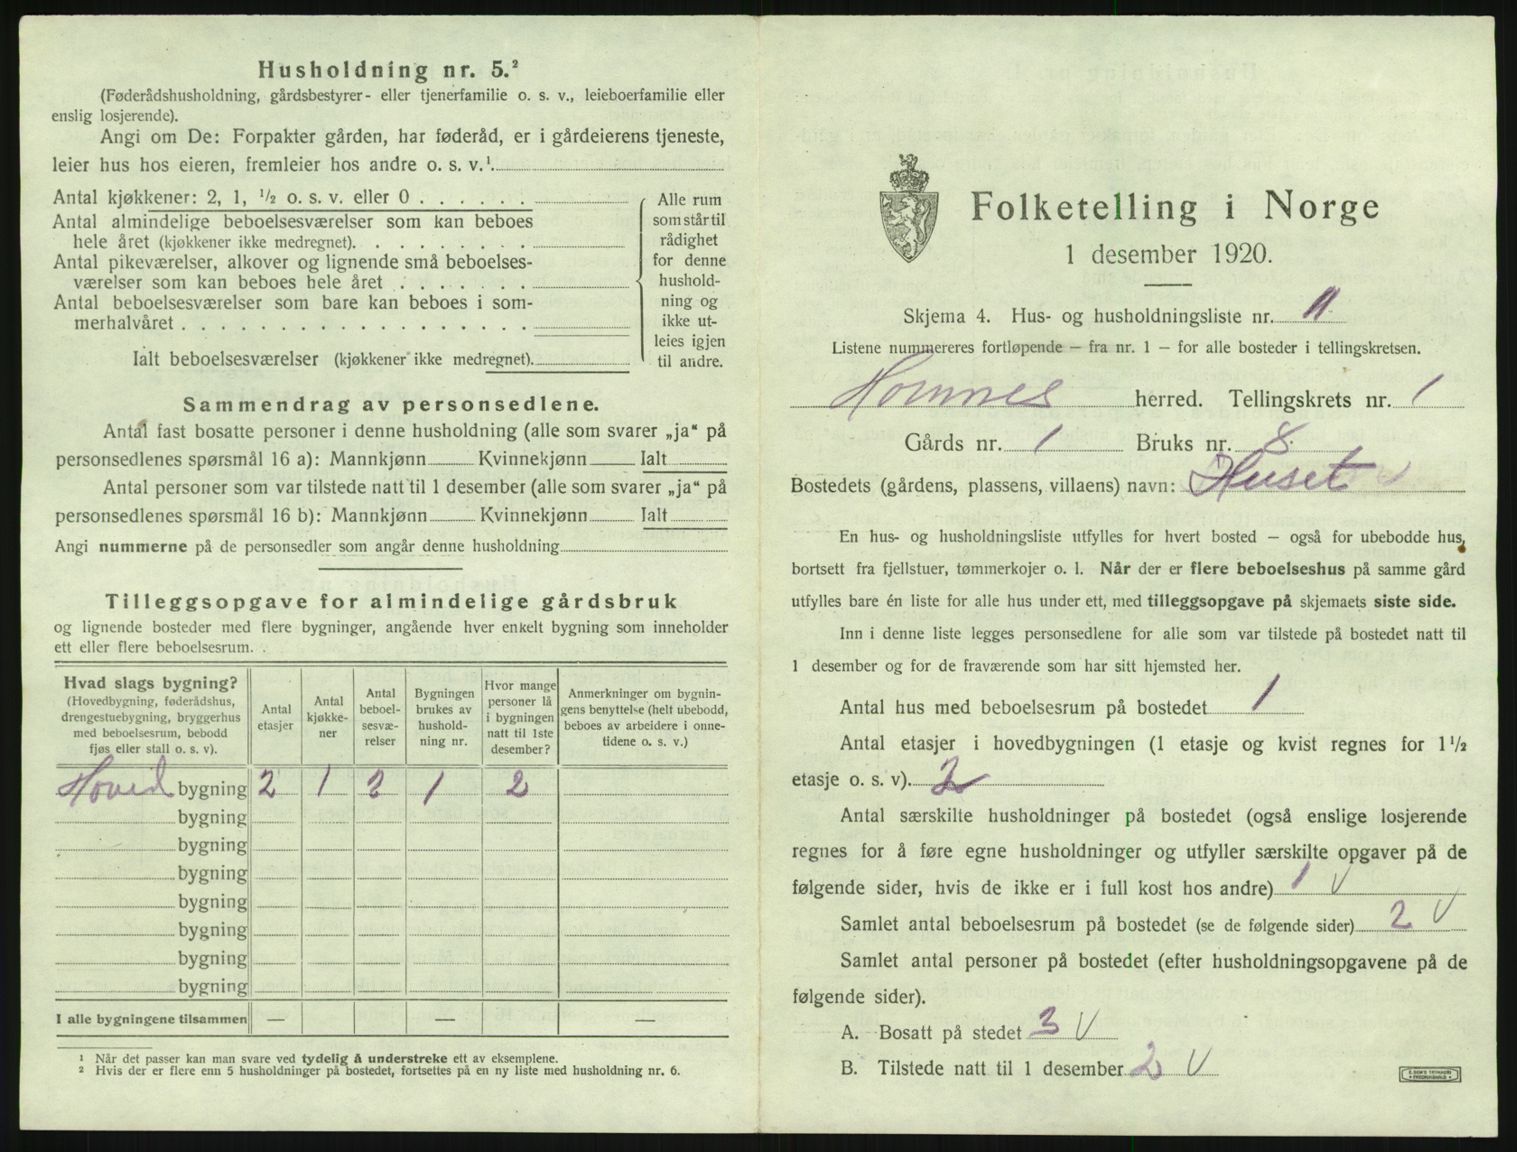 Husholdning nr. 5.²
(Føderådshusholdning, gårdsbestyrer- eller tjenerfamilie o. s. v., leieboerfamilie eller
enslig losjerende).
Angi om De: Forpakter gården, har føderåd, er i gårdeierens tjeneste,
leier hus hos eieren, fremleier hos andre o. s. v.¹
Antal kjøkkener: 2, 1, ½ o. s. v. eller 0 . . . . . .
Antal almindelige beboelsesværelser som kan beboes
hele året (kjøkkener ikke medregnet). . . . . . . . .
Antal pikeværelser, alkover og lignende små beboelses-
værelser som kan beboes hele året . . . . . . .
Antal beboelsesværelser som bare kan beboes i som-
merhalvåret . . . . . . . . . . . . . . . . . .
Ialt beboelsesværelser (kjøkkener ikke medregnet).
Alle rum
som står til
rådighet
for denne
hushold-
ning og
ikke ut-
leies igjen
til andre.
Sammendrag av personsedlene.
Antal fast bosatte personer i denne husholdning (alle som svarer „ja“ på
personsedlenes spørsmål 16 a): Mannkjønn Kvinnekjønn Ialt
Antal personer som var tilstede natt til 1 desember (alle som svarer „ja“ på
personsedlenes spørsmål 16 b): Mannkjønn Kvinnekjønn Ialt
Angi nummerne på de personsedler som angår denne husholdning
Tilleggsopgave for almindelige gårdsbruk
og lignende bosteder med flere bygninger, angående hver enkelt bygning som inneholder
ett eller flere beboelsesrum.
Hvad slags bygning?
(Hovedbygning, føderådshus,
drengestuebygning, bryggerhus
med beboelsesrum, bebodd
fjøs eller stall o. s. v).
Antal
etasjer
Antal
kjøkke-
ner
Antal
beboel-
sesvæ-
relser
Bygningen
brukes av
hushold-
ning nr.
Hvor mange
personer lå
i bygningen
natt til 1ste
desember?
Anmerkninger om bygnin-
gens benyttelse (helt ubebodd,
beboes av arbeidere i onne-
tidene o. s. v.)
Hoved bygning 2 1 2 1 2
bygning
bygning
bygning
bygning
bygning
bygning
bygning
I alle bygningene tilsammen — — —
¹ Når det passer kan man svare ved tydelig å understreke ett av eksemplene.
² Hvis der er flere enn 5 husholdninger på bostedet, fortsettes på en ny liste med husholdning nr. 6.
Folketelling i Norge
1 desember 1920.
Skjema 4. Hus- og husholdningsliste nr. 11
Listene nummereres fortløpende — fra nr. 1 — for alle bosteder i tellingskretsen.
Hornnes herred. Tellingskrets nr. 1
Gårds nr. 1 Bruks nr. 8.
Bostedets (gårdens, plassens, villaens) navn: Huset
En hus- og husholdningsliste utfylles for hvert bosted — også for ubebodde hus,
bortsett fra fjellstuer, tømmerkojer o. l. Når der er flere beboelseshus på samme gård
utfylles bare én liste for alle hus under ett, med tilleggsopgave på skjemaets siste side.
Inn i denne liste legges personsedlene for alle som var tilstede på bostedet natt til
1 desember og for de fraværende som har sitt hjemsted her.
Antal hus med beboelsesrum på bostedet 1
Antal etasjer i hovedbygningen (1 etasje og kvist regnes for 1½
etasje o. s. v). 2
Antal særskilte husholdninger på bostedet (også enslige losjerende
regnes for å føre egne husholdninger og utfyller særskilte opgaver på de
følgende sider, hvis de ikke er i full kost hos andre) 1 V
Samlet antal beboelsesrum på bostedet (se de følgende sider) 2 V
Samlet antal personer på bostedet (efter husholdningsopgavene på de
følgende sider).
A. Bosatt på stedet 3 V
B. Tilstede natt til 1 desember 2 V